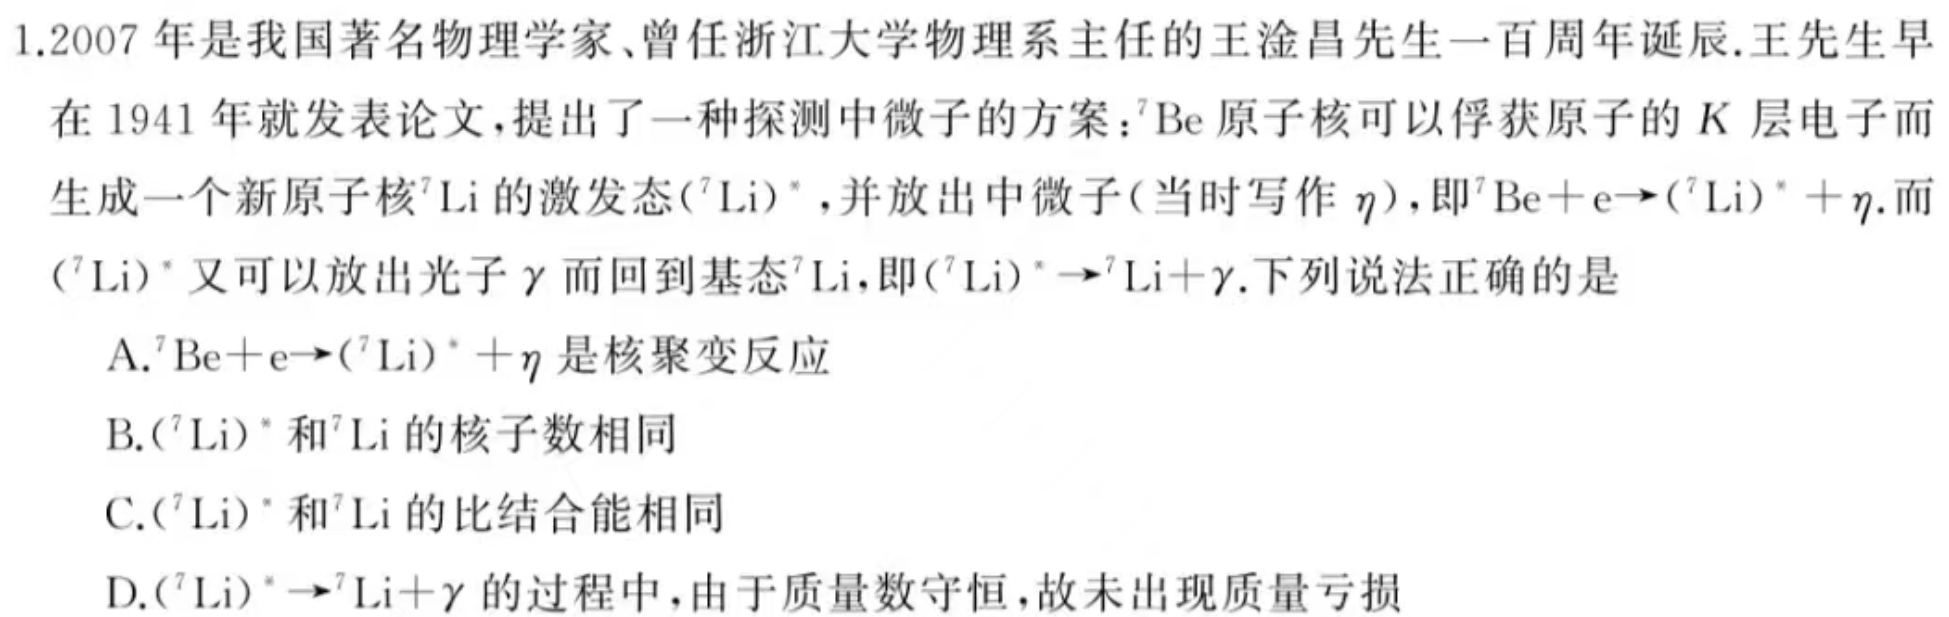 1.2007年是我国著名物理学家、曾任浙江大学物理系主任的王淦昌先生一百周年诞辰.王先生早
在1941年就发表论文,提出了一种探测中微子的方案:⁷Be原子核可以俘获原子的K层电子而
生成一个新原子核⁷Li的激发态(⁷Li)*,并放出中微子(当时写作η),即⁷Be+e→(⁷Li)*+η.而
(⁷Li)*又可以放出光子γ而回到基态⁷Li,即(⁷Li)*→⁷Li+γ.下列说法正确的是
A.⁷Be+e→(⁷Li)*+η是核聚变反应
B.(⁷Li)*和⁷Li的核子数相同
C.(⁷Li)*和⁷Li的比结合能相同
D.(⁷Li)*→⁷Li+γ的过程中,由于质量数守恒,故未出现质量亏损